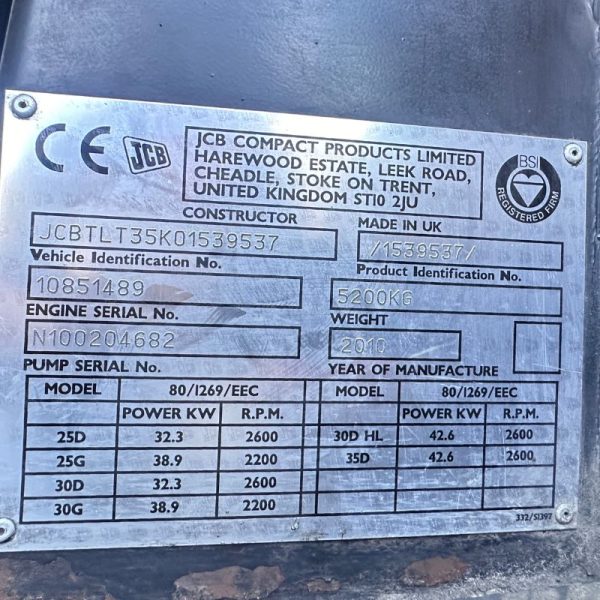 CE JCB
JCB COMPACT PRODUCTS LIMITED
HAREWOOD ESTATE, LEEK ROAD,
CHEADLE, STOKE ON TRENT,
UNITED KINGDOM ST10 2JU
BSI
REGISTERED FIRM
CONSTRUCTOR MADE IN UK
JCBTLT35K01539537 /1539537/
Vehicle Identification No. Product Identification No.
10851489 5200KG
ENGINE SERIAL No. WEIGHT
N100204682 2010
PUMP SERIAL No. YEAR OF MANUFACTURE
MODEL 80/1269/EEC MODEL 80/1269/EEC
POWER KW R.P.M. POWER KW R.P.M.
25D 32.3 2600 30D HL 42.6 2600
25G 38.9 2200 35D 42.6 2600
30D 32.3 2600
30G 38.9 2200
332/S1397